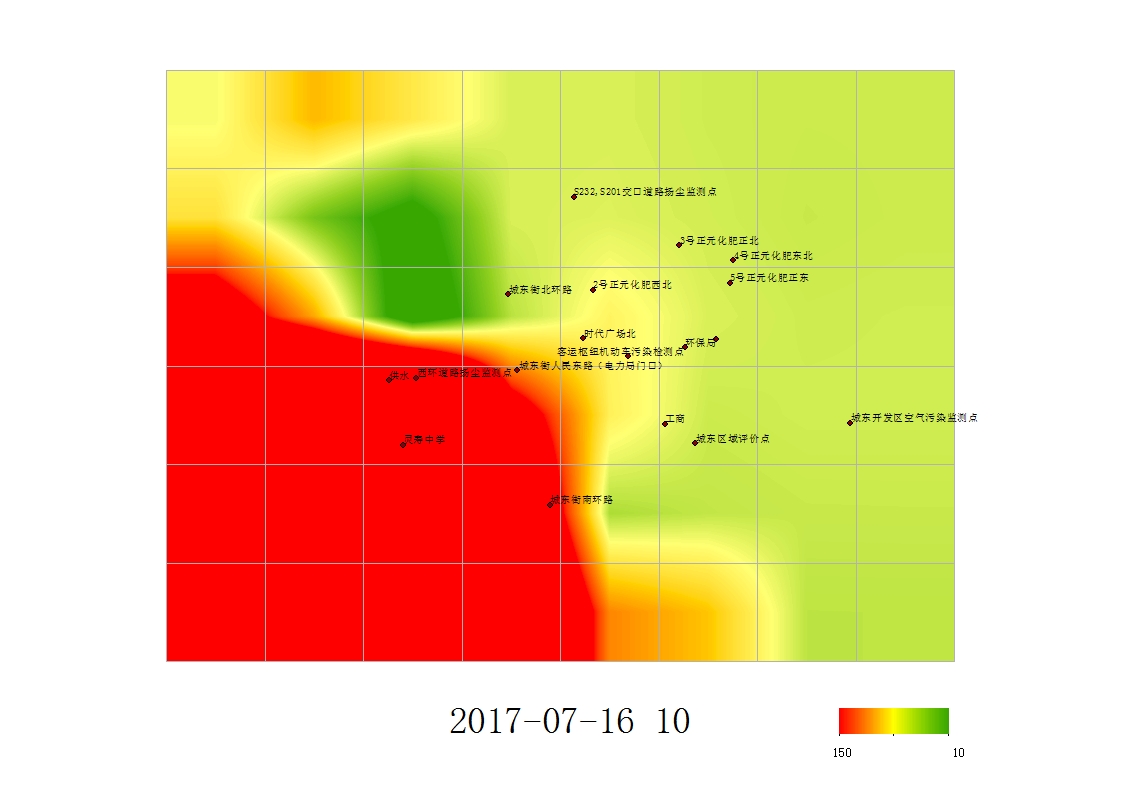 S232,S201交口道路扬尘监测点
3号正元化肥正北
4号正元化肥东北
5号正元化肥正东
2号正元化肥西北
城东街北环路
时代广场北
环保局
客运枢纽机动车污染检测点
城东街人民东路（电力局门口）
西环道路扬尘监测点
供水
工商
城东开发区空气污染监测点
城东区域评价点
灵寿中学
城东街南环路
2017-07-16 10
150
10